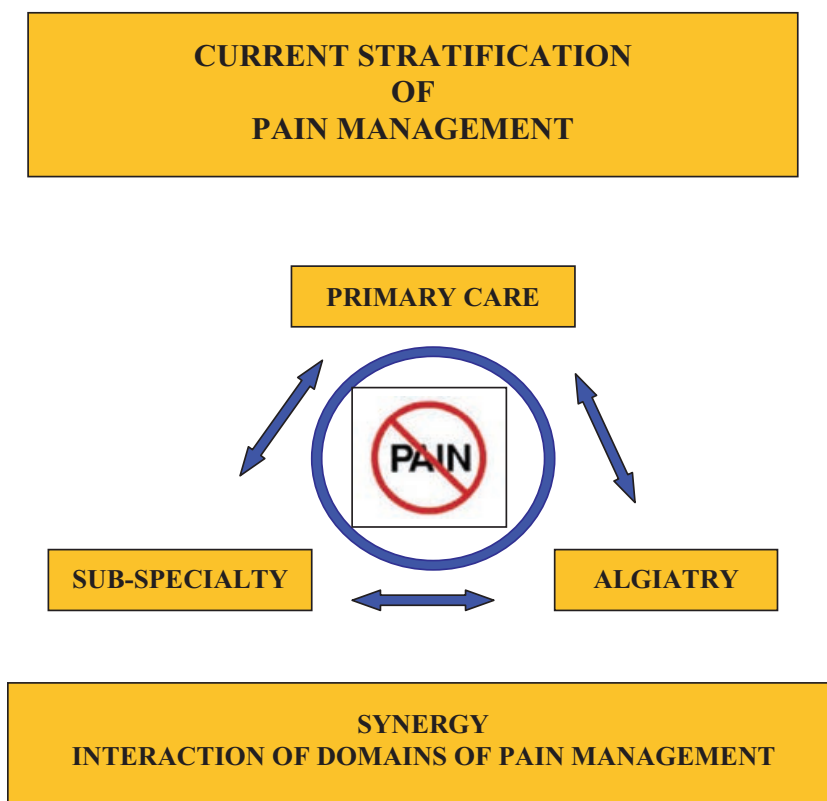 CURRENT STRATIFICATION
OF
PAIN MANAGEMENT
PRIMARY CARE
PAIN
SUB-SPECIALTY
ALGIATRY
SYNERGY
INTERACTION OF DOMAINS OF PAIN MANAGEMENT